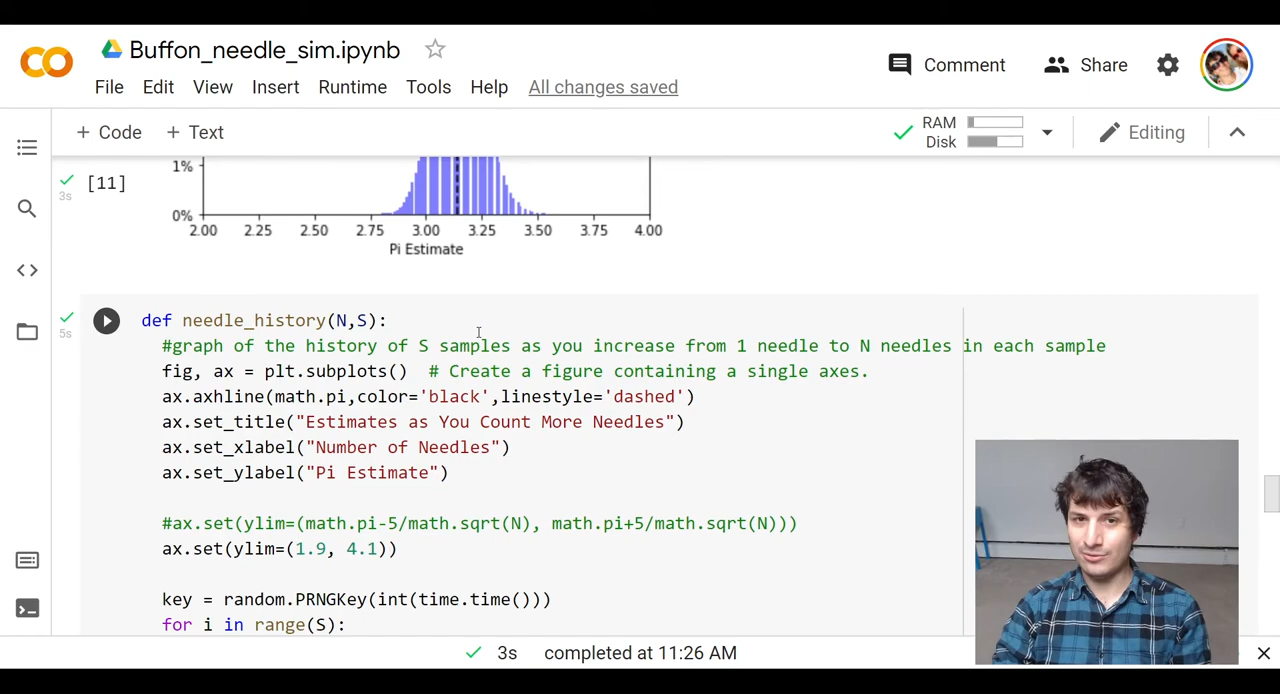 Buffon_needle_sim.ipynb
Comment
Share
File Edit View Insert Runtime Tools Help All changes saved
+ Code + Text
RAM
Disk
Editing
1%
[11]
3s
0%
2.00 2.25 2.50 2.75 3.00 3.25 3.50 3.75 4.00
Pi Estimate
5s
def needle_history(N,S):
#graph of the history of S samples as you increase from 1 needle to N needles in each sample
fig, ax = plt.subplots()  # Create a figure containing a single axes.
ax.axhline(math.pi,color='black',linestyle='dashed')
ax.set_title("Estimates as You Count More Needles")
ax.set_xlabel("Number of Needles")
ax.set_ylabel("Pi Estimate")
#ax.set(ylim=(math.pi-5/math.sqrt(N), math.pi+5/math.sqrt(N)))
ax.set(ylim=(1.9, 4.1))
key = random.PRNGKey(int(time.time()))
for i in range(S):
3s completed at 11:26 AM